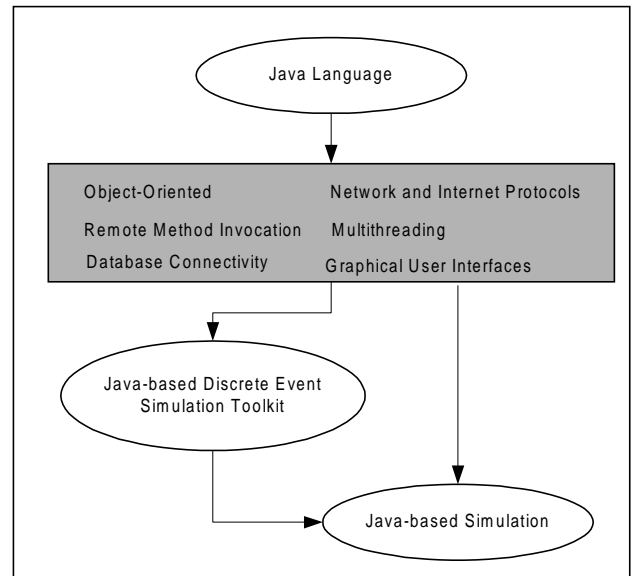 Java Language
Object-Oriented
Network and Internet Protocols
Remote Method Invocation
Multithreading
Database Connectivity
Graphical User Interfaces
Java-based Discrete Event
Simulation Toolkit
Java-based Simulation